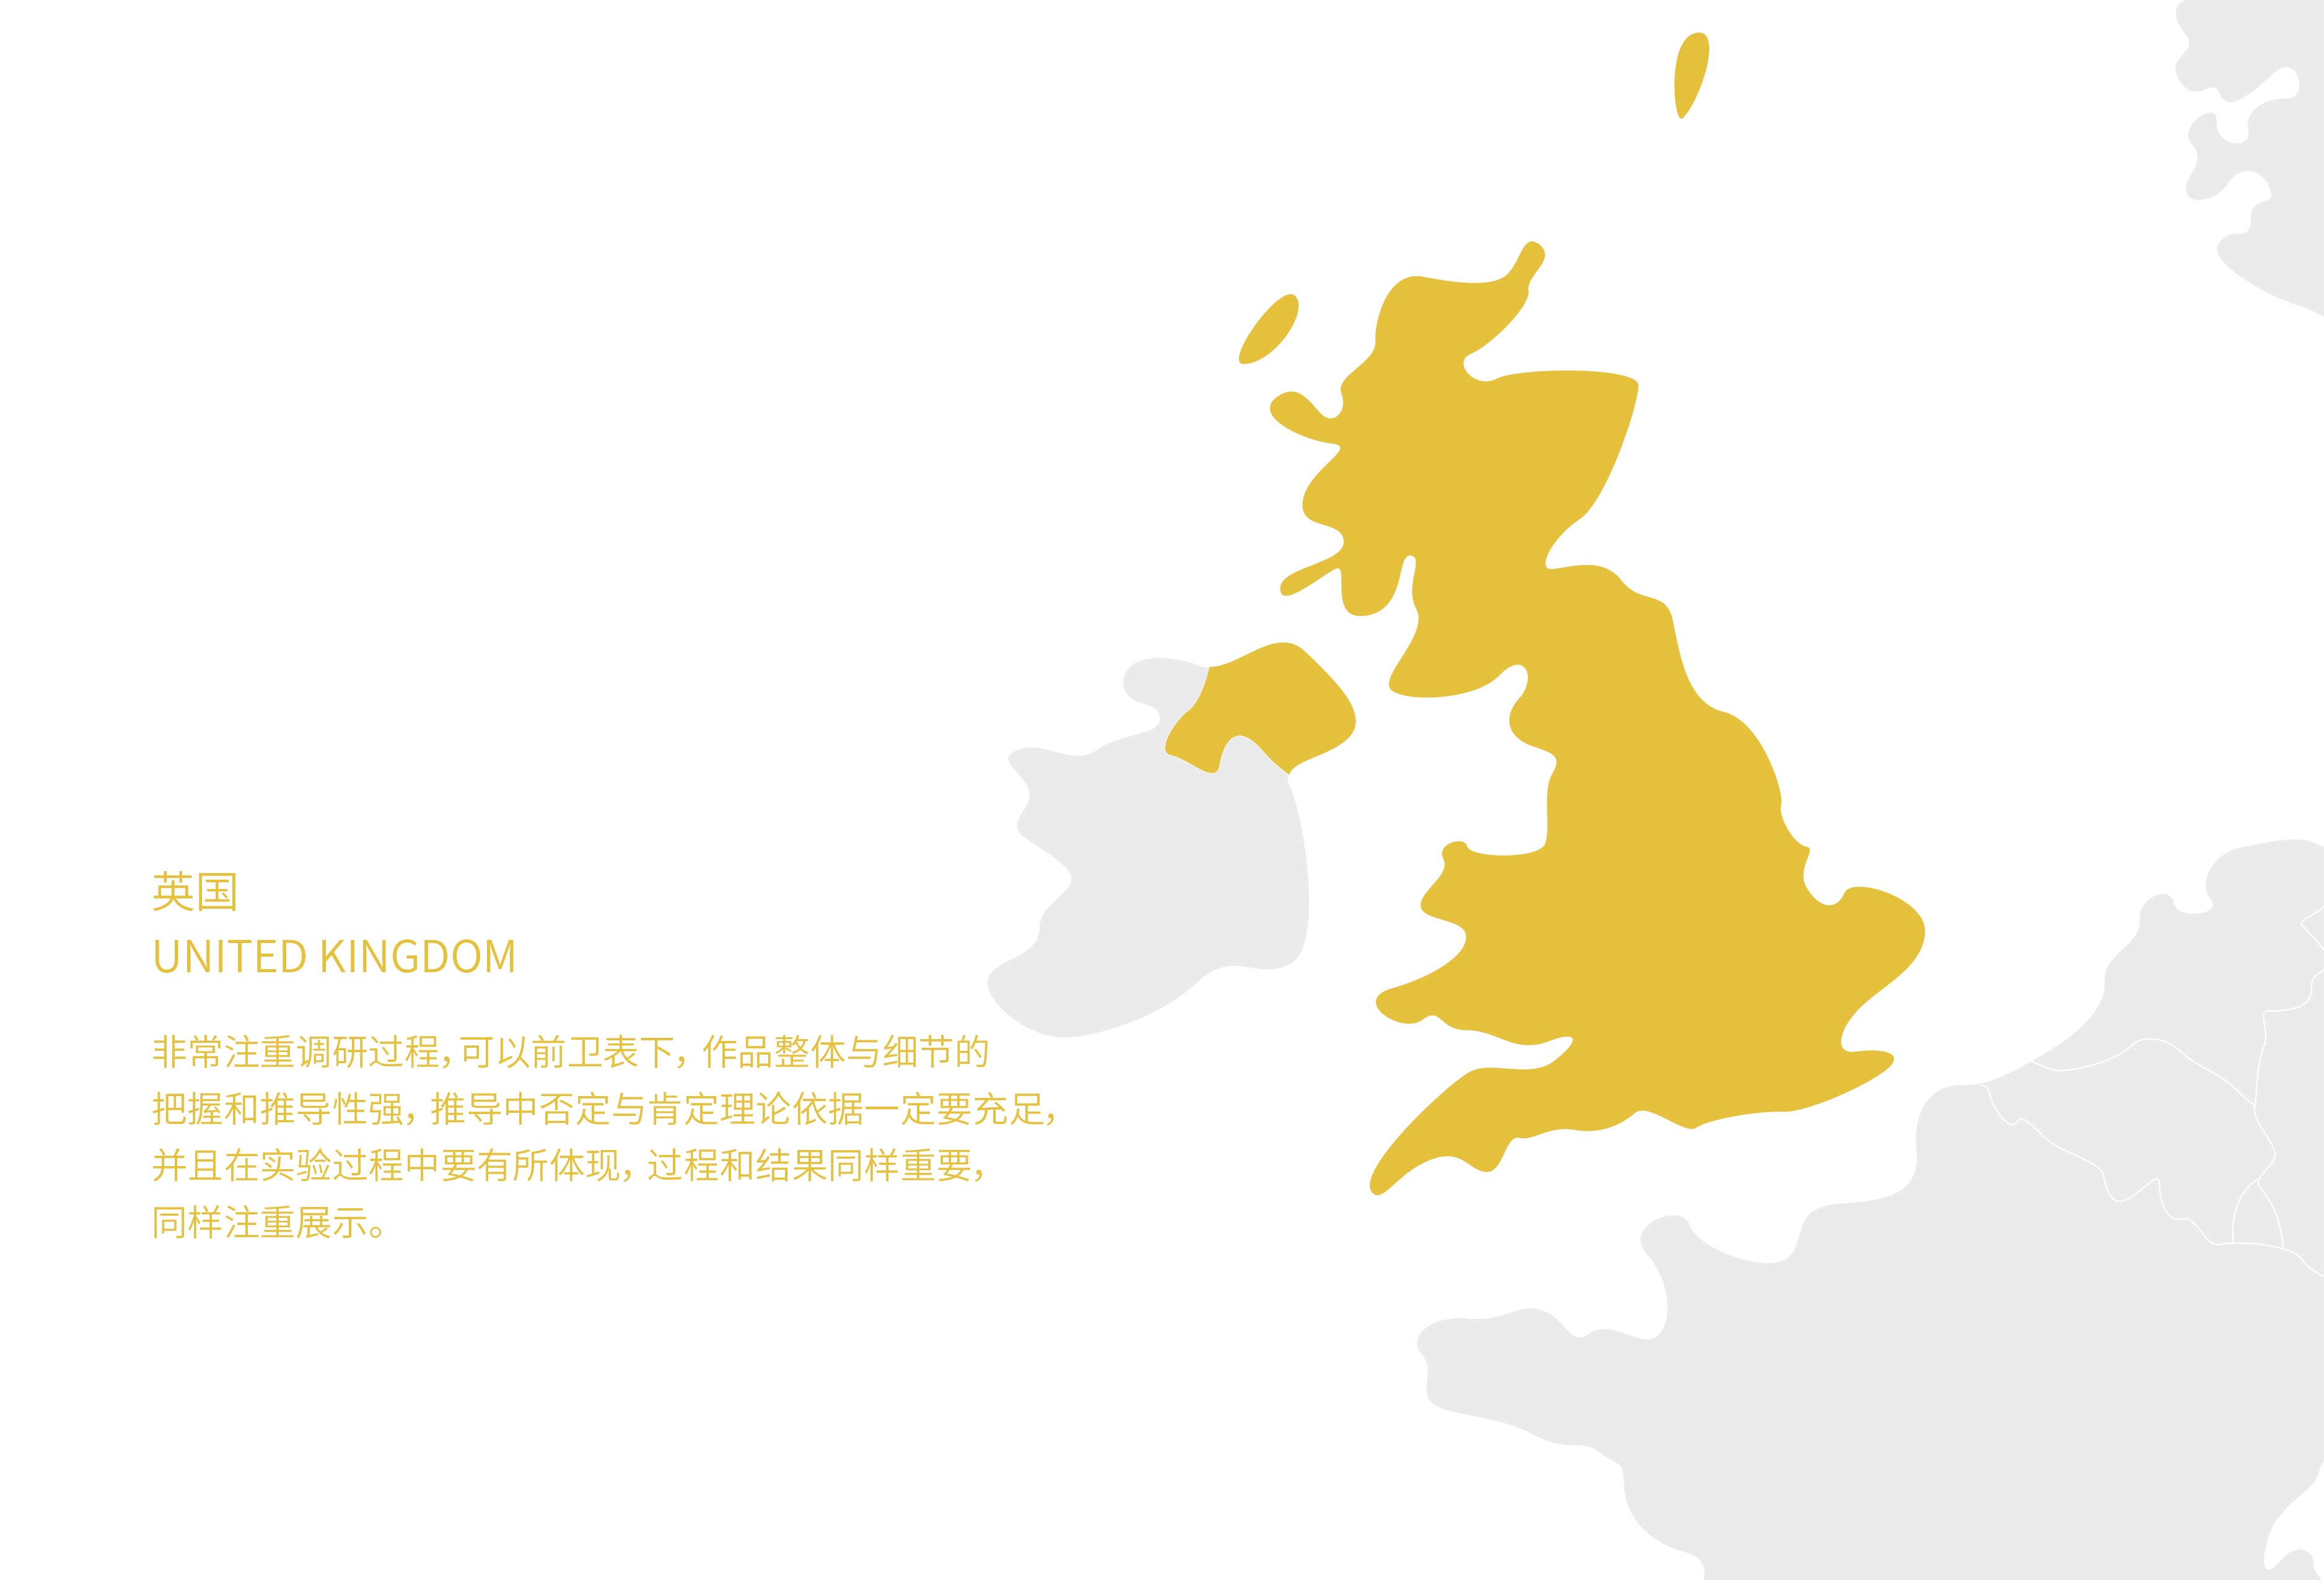 英国
UNITED KINGDOM
非常注重调研过程，可以前卫表下，作品整体与细节的
把握和推导性强，推导中否定与肯定理论依据一定要充足，
并且在实验过程中要有所体现，过程和结果同样重要，
同样注重展示。